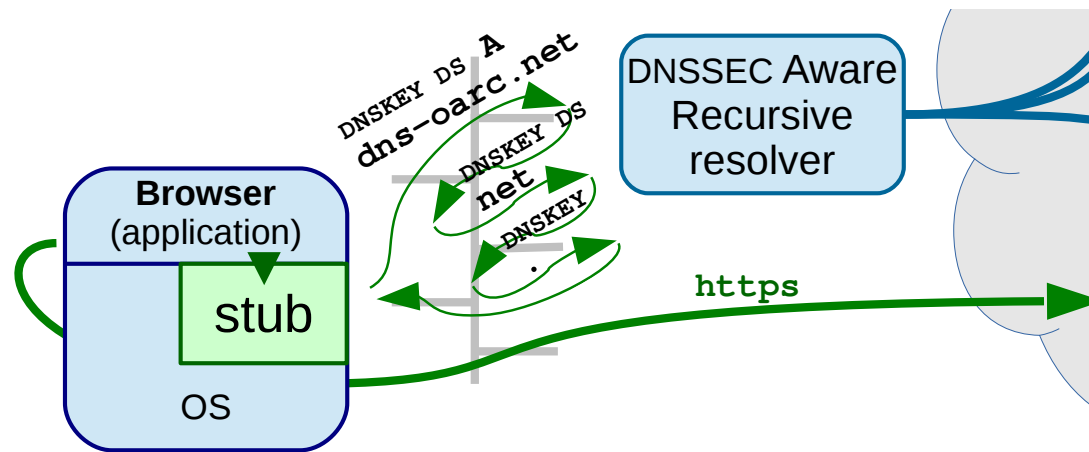 DNSKEY DS A
dns-oarc.net
DNSKEY DS
net
DNSKEY
.
DNSSEC Aware
Recursive
resolver
Browser
(application)
stub
OS
https